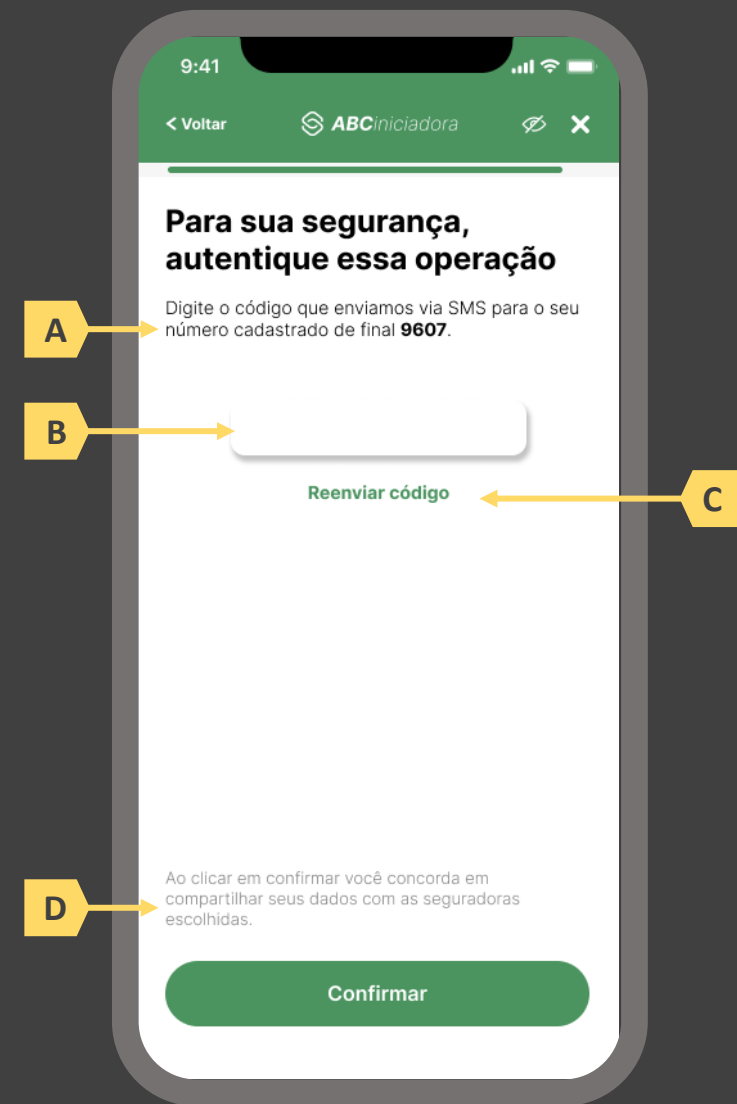 9:41
< Voltar ABCiniciadora
Para sua segurança,
autentique essa operação
Digite o código que enviamos via SMS para o seu
número cadastrado de final 9607.
A
B
Reenviar código
C
Ao clicar em confirmar você concorda em
compartilhar seus dados com as seguradoras
escolhidas.
D
Confirmar